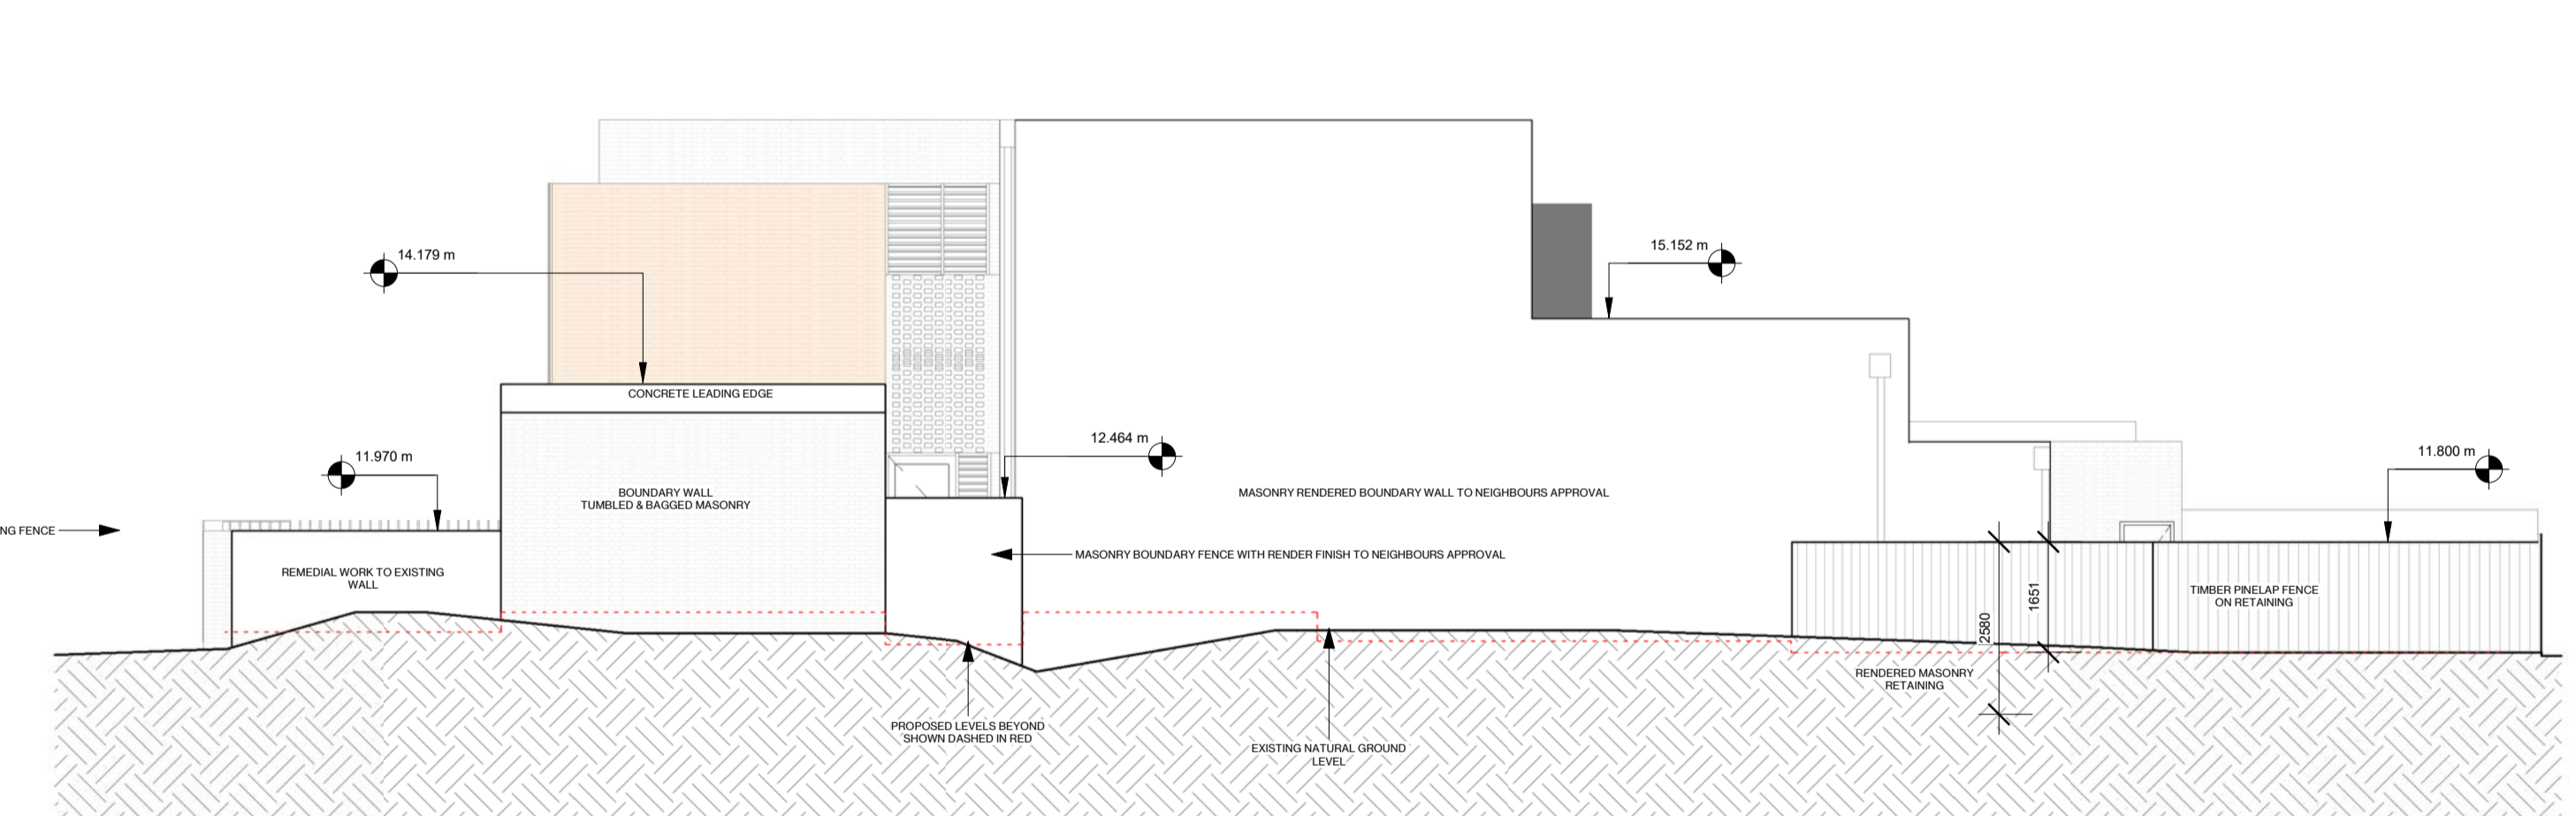 14.179 m
15.152 m
CONCRETE LEADING EDGE
12.464 m
11.970 m
11.800 m
BOUNDARY WALL
TUMBLED & BAGGED MASONRY
MASONRY RENDERED BOUNDARY WALL TO NEIGHBOURS APPROVAL
NG FENCE
MASONRY BOUNDARY FENCE WITH RENDER FINISH TO NEIGHBOURS APPROVAL
REMEDIAL WORK TO EXISTING
WALL
1651
2580
TIMBER PINELAP FENCE
ON RETAINING
RENDERED MASONRY
RETAINING
PROPOSED LEVELS BEYOND
SHOWN DASHED IN RED
EXISTING NATURAL GROUND
LEVEL